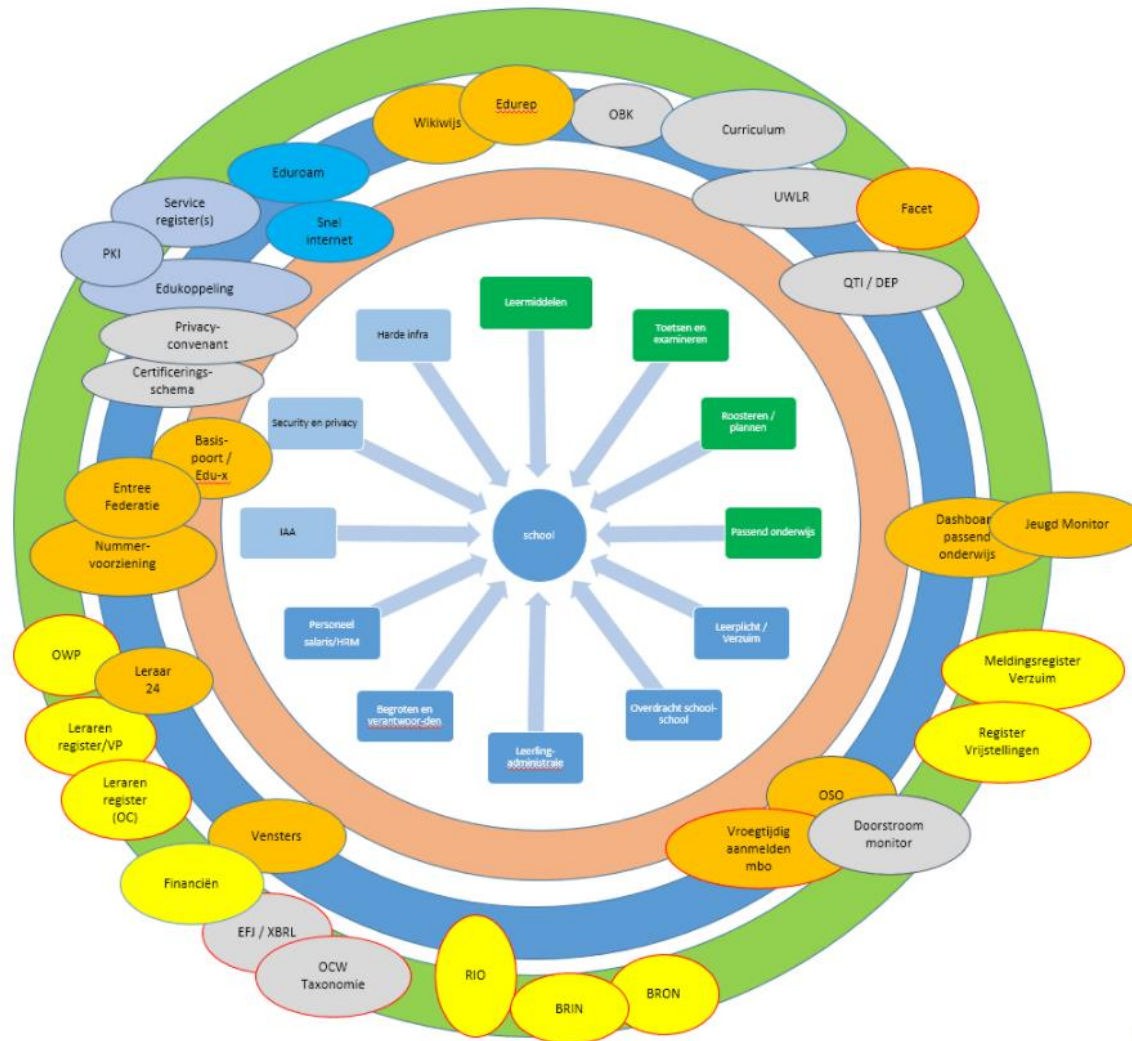 Wikiwijs
Edurep
OBK
Curriculum
Eduroam
UWLR
Facet
Service
register(s)
Snel
internet
PKI
Edukoppeling
QTI / DEP
Privacy-
convenant
Certificerings-
schema
Leermiddelen
Harde infra
Toetsen en
examineren
Security en privacy
Roosteren /
plannen
Basis-
poort /
Edu-x
Entree
Federatie
Nummer-
voorziening
IAA
school
Passend onderwijs
Dashboar
passend
onderwijs
Jeugd Monitor
Personeel
salaris/HRM
Leerplicht /
Verzuim
OWP
Leraar
24
Meldingsregister
Verzuim
Begroten en
verantwoor-den
Leerling-
administraie
Overdracht school-
school
Leraren
register/VP
Register
Vrijstellingen
Leraren
register
(OC)
OSO
Vensters
Vroegtijdig
aanmelden
mbo
Doorstroom
monitor
Financiën
EFJ / XBRL
OCW
Taxonomie
RIO
BRIN
BRON